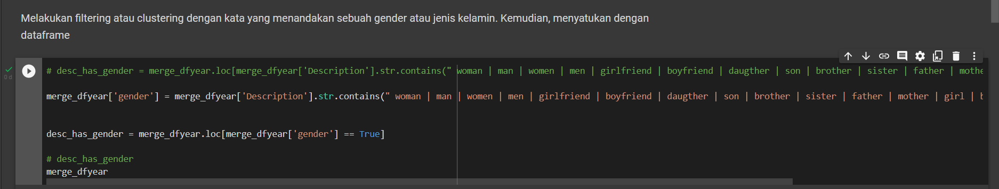 Melakukan filtering atau clustering dengan kata yang menandakan sebuah gender atau jenis kelamin. Kemudian, menyatukan dengan
dataframe
0 d
# desc_has_gender = merge_dfyear.loc[merge_dfyear['Description'].str.contains(" woman | man | women | men | girlfriend | boyfriend | daugther | son | brother | sister | father | mothe
merge_dfyear['gender'] = merge_dfyear['Description'].str.contains(" woman | man | women | men | girlfriend | boyfriend | daugther | son | brother | sister | father | mother | girl | b
desc_has_gender = merge_dfyear.loc[merge_dfyear['gender'] == True]
# desc_has_gender
merge_dfyear